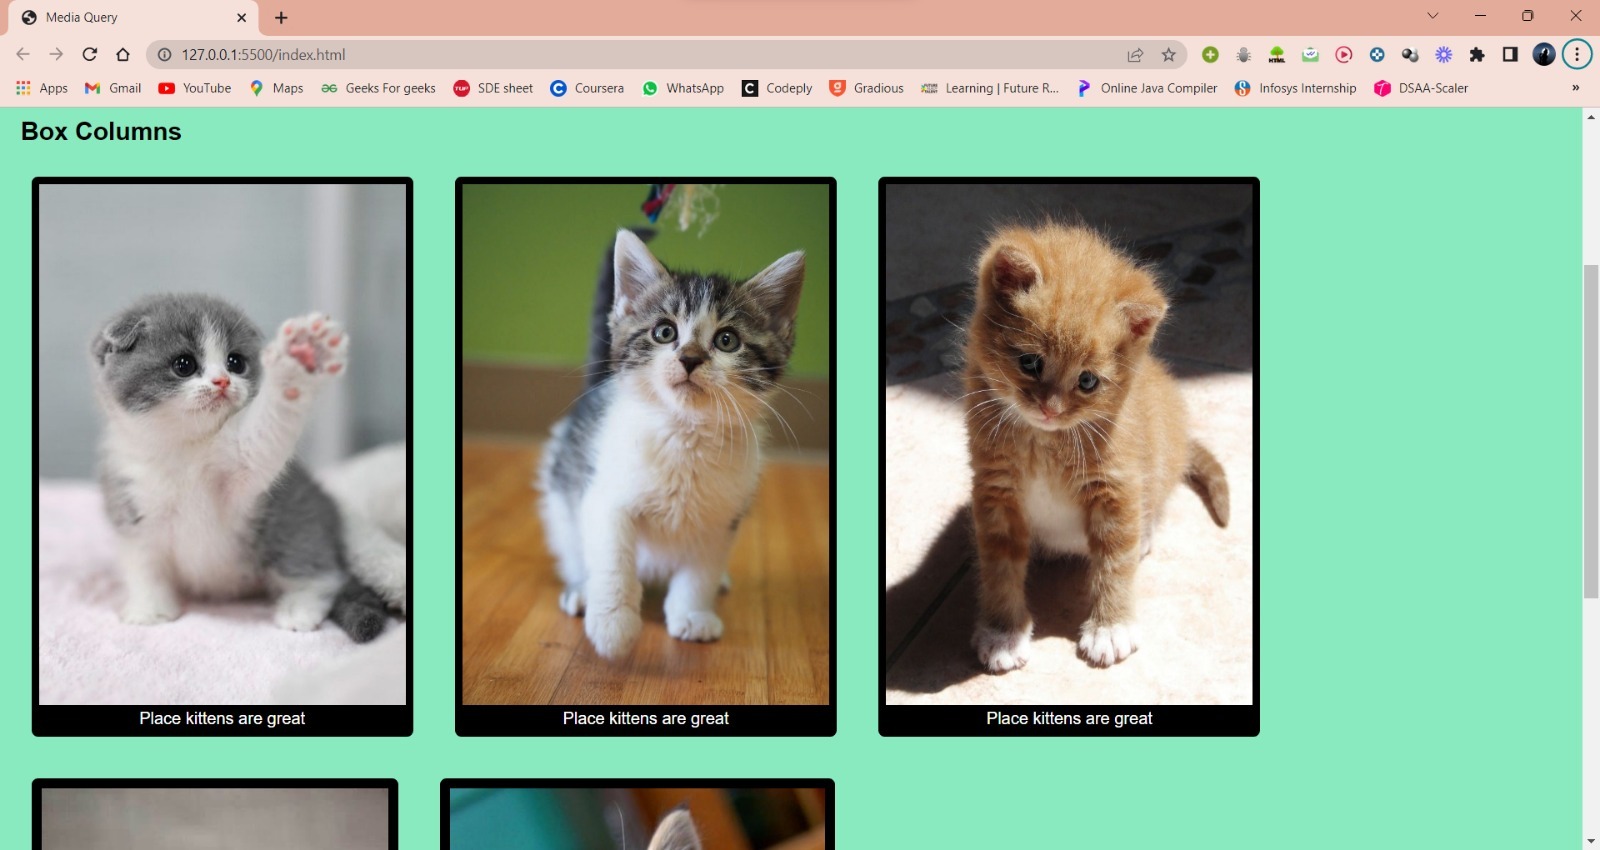 Media Query
127.0.0.1:5500/index.html
HTML
Apps
Gmail
YouTube
Maps
Geeks For geeks
TUF SDE sheet
Coursera
WhatsApp
Codeply
Gradious
Learning | Future R...
Online Java Compiler
Infosys Internship
DSAA-Scaler
»
Box Columns
Place kittens are great
Place kittens are great
Place kittens are great